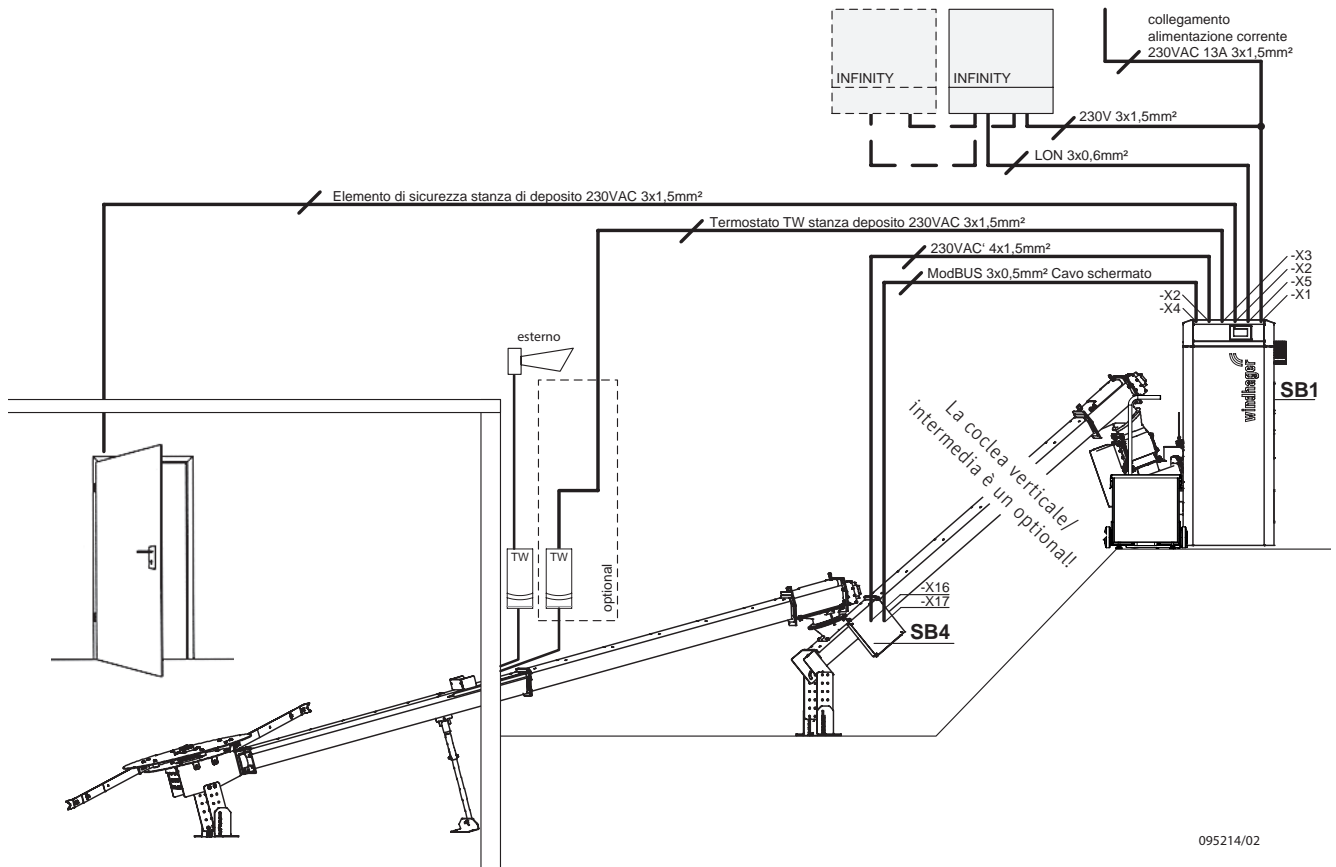 collegamento
alimentazione corrente
230VAC 13A 3x1,5mm²
INFINITY
INFINITY
230V 3x1,5mm²
LON 3x0,6mm²
Elemento di sicurezza stanza di deposito 230VAC 3x1,5mm²
Termostato TW stanza deposito 230VAC 3x1,5mm²
230VAC' 4x1,5mm²
ModBUS 3x0,5mm² Cavo schermato
-X3
-X2
-X5
-X1
-X2
-X4
esterno
windhager
SB1
La coclea verticale/
intermedia è un optional!
TW
TW
optional
-X16
-X17
SB4
095214/02